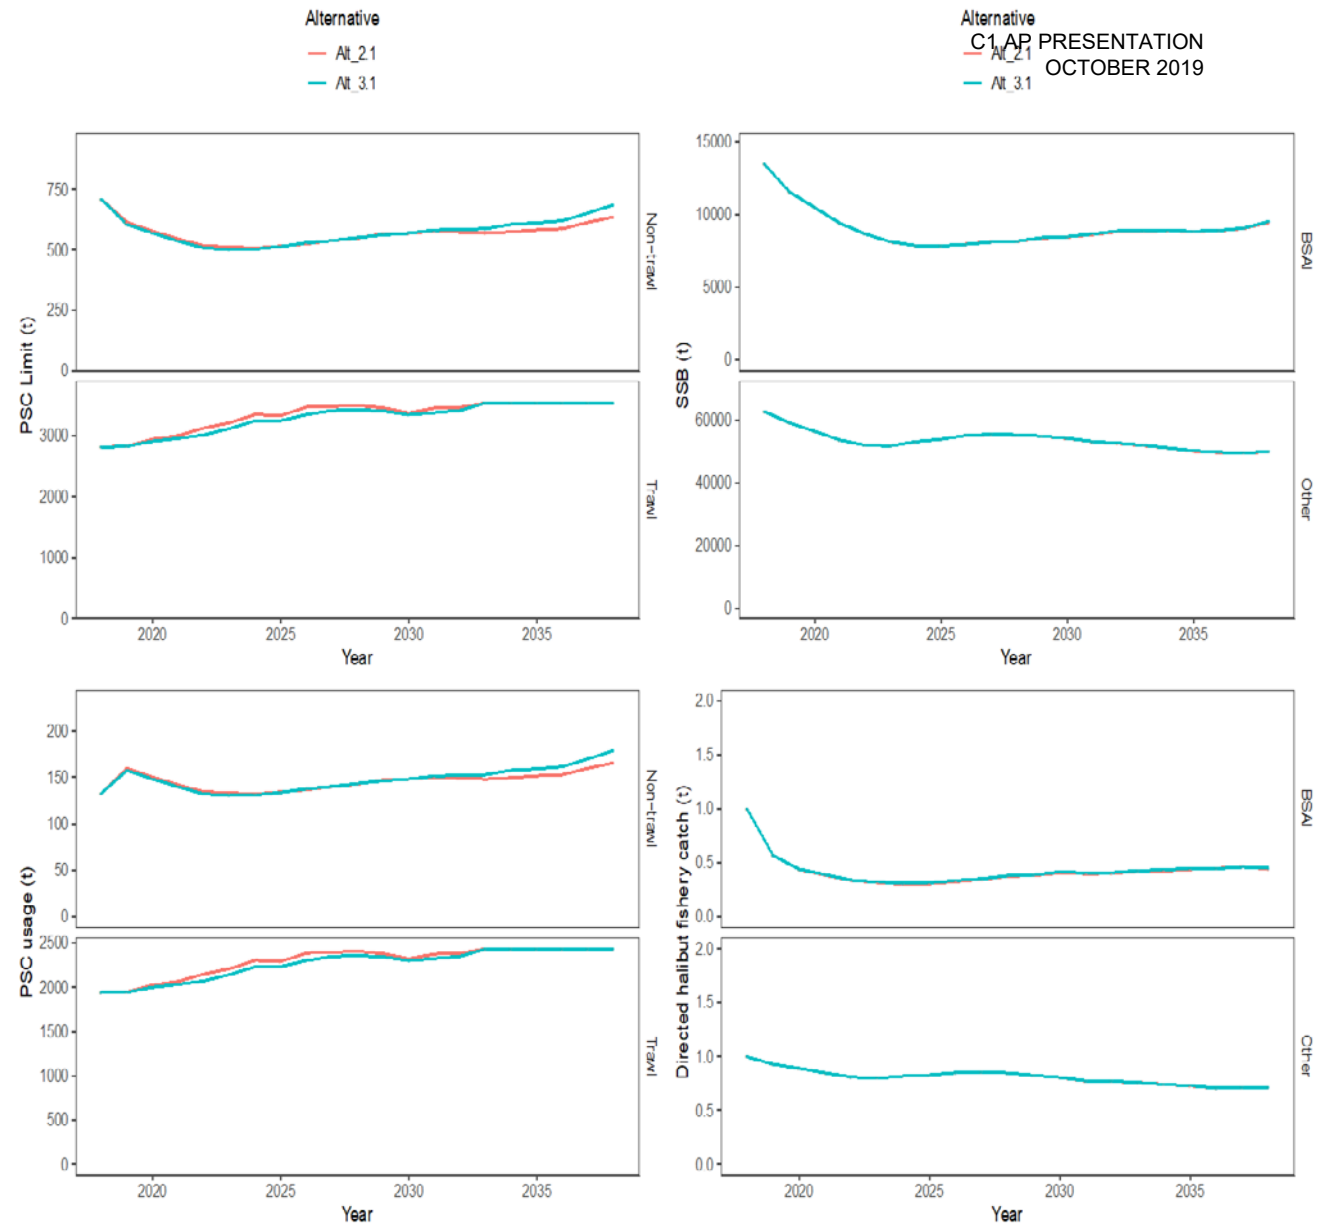 Alternative
Alt_2.1
Alt_3.1
Alternative
C1 AP PRESENTATION
Alt_2.1
OCTOBER 2019
Alt_3.1
PSC Limit (t)
750
500
250
0
Non-trawl
3000
2000
1000
0
Trawl
2020
2025
2030
2035
Year
SSB (t)
15000
10000
5000
0
BSAI
60000
40000
20000
0
Other
2020
2025
2030
2035
Year
PSC usage (t)
200
150
100
50
0
Non-trawl
2500
2000
1500
1000
500
0
Trawl
2020
2025
2030
2035
Year
Directed halibut fishery catch (t)
2.0
1.5
1.0
0.5
0.0
BSAI
2.0
1.5
1.0
0.5
0.0
Other
2020
2025
2030
2035
Year